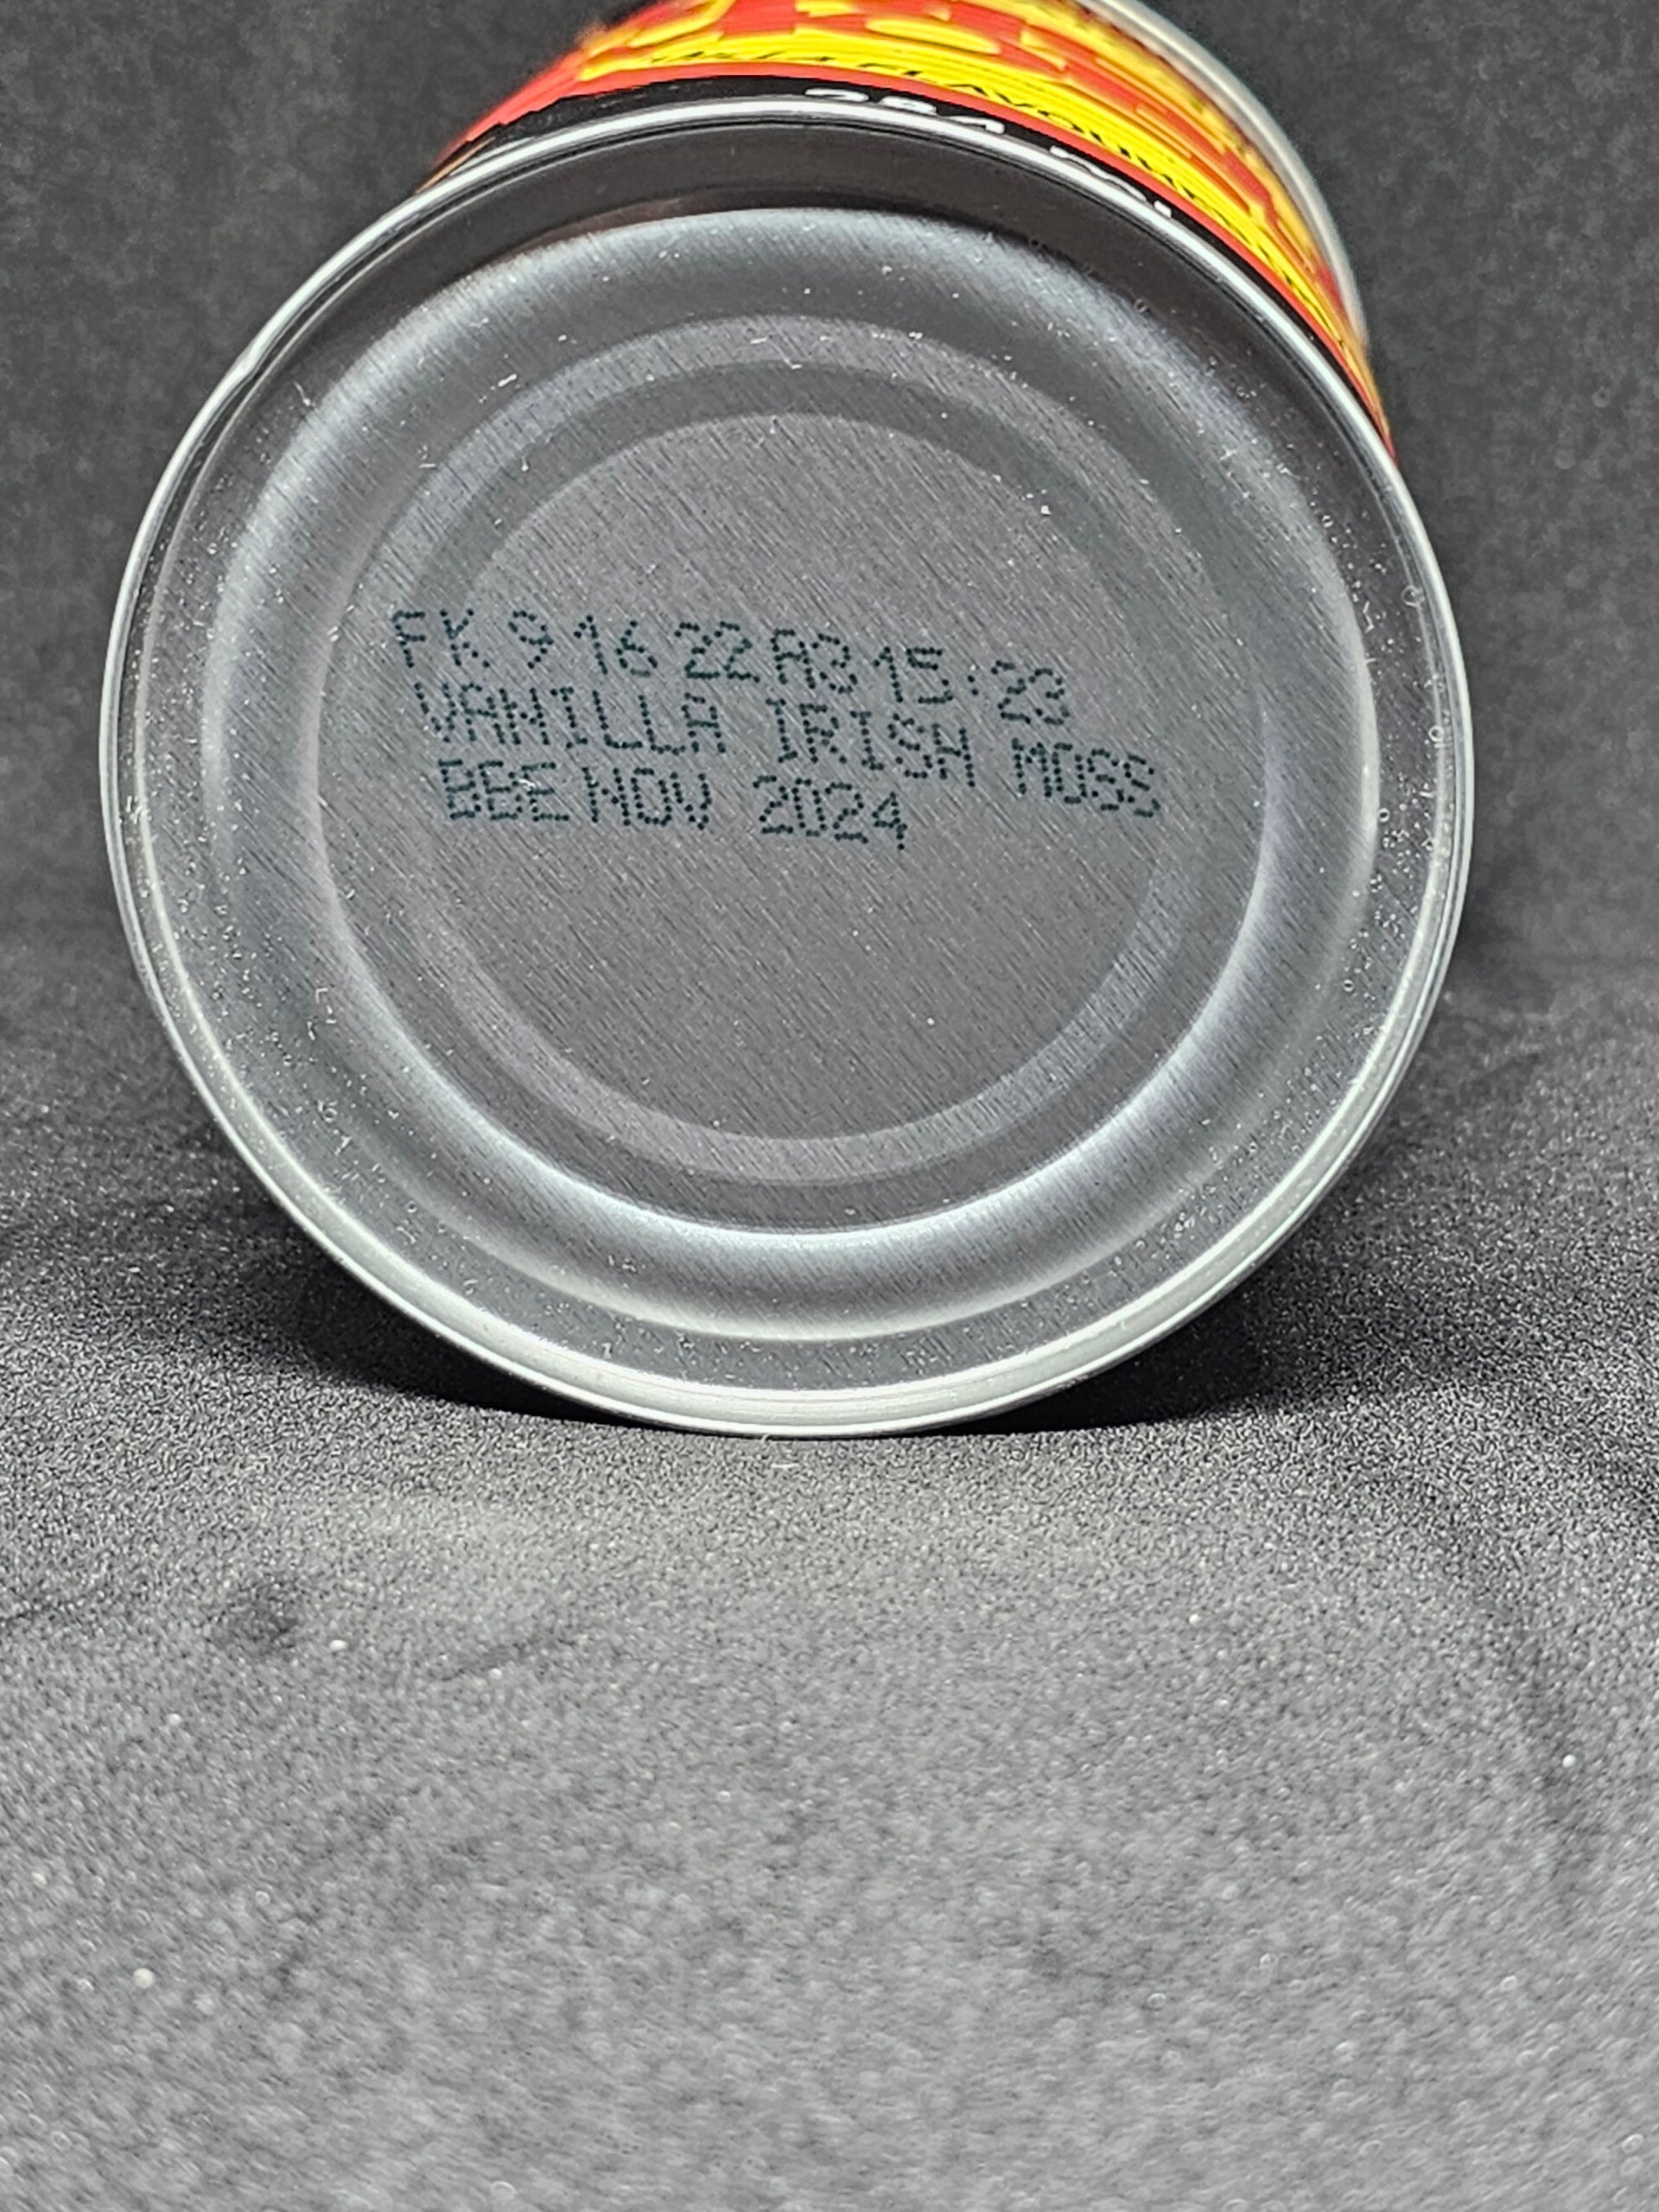 FK 9 16 22 A3 15:23
VANILLA IRISH MOSS
BBE NOV 2024